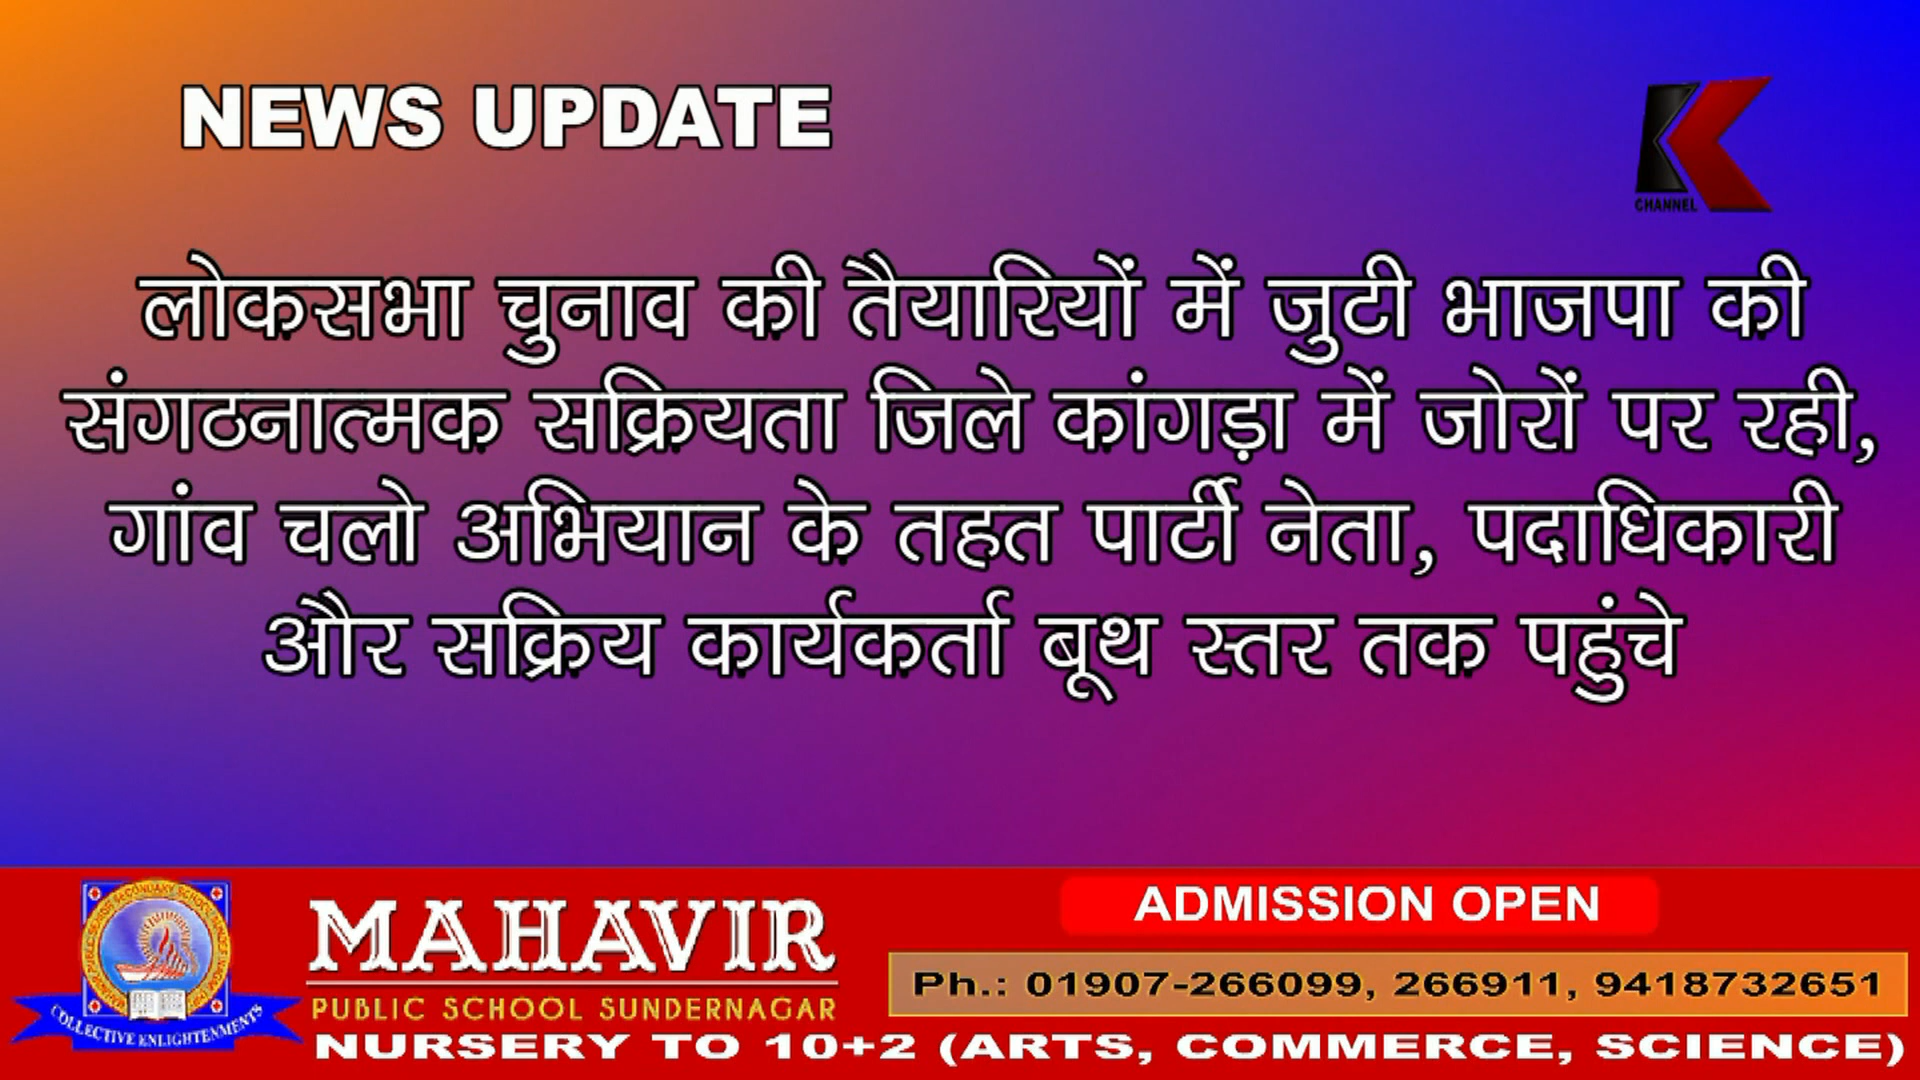 NEWS UPDATE
CHANNEL
लोकसभा चुनाव की तैयारियों में जुटी भाजपा की
संगठनात्मक सक्रियता जिले कांगड़ा में जोरों पर रही,
गांव चलो अभियान के तहत पार्टी नेता, पदाधिकारी
और सक्रिय कार्यकर्ता बूथ स्तर तक पहुंचे
MAHAVIR
PUBLIC SCHOOL SUNDERNAGAR
COLLECTIVE ENLIGHTENMENTS
ADMISSION OPEN
Ph.: 01907-266099, 266911, 9418732651
NURSERY TO 10+2 (ARTS, COMMERCE, SCIENCE)